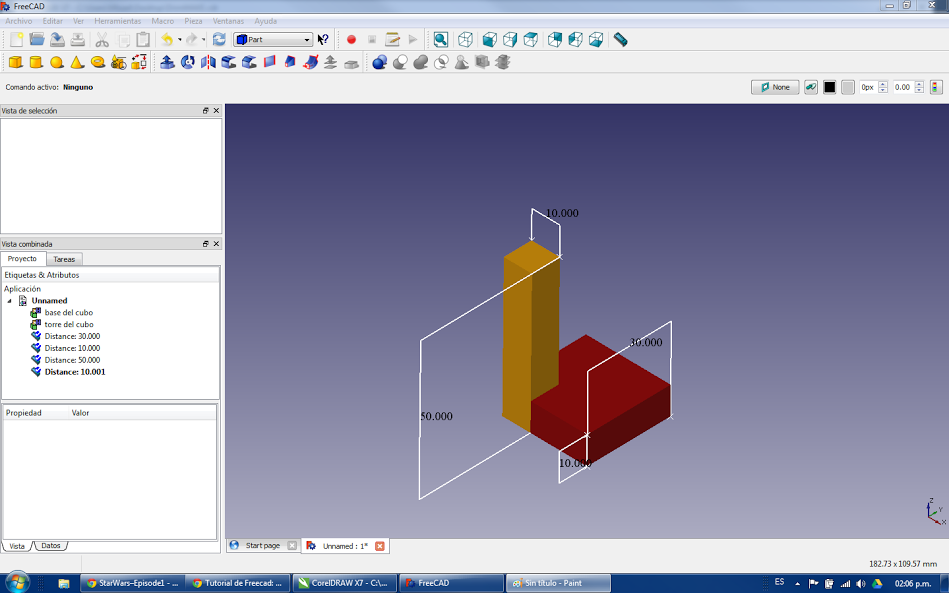 FreeCAD
Archivo Editar Ver Herramientas Macro Pieza Ventanas Ayuda
Part
Comando activo: Ninguno
None
0px
0.00
Vista de selección
Vista combinada
Proyecto Tareas
Etiquetas & Atributos
Aplicación
Unnamed
base del cubo
torre del cubo
Distance: 30.000
Distance: 10.000
Distance: 50.000
Distance: 10.001
Propiedad Valor
Vista Datos
10.000
30.000
50.000
10.000
Z
Y
X
Start page Unnamed : 1*
182.73 x 109.57 mm
StarWars–Episode1 - ... Tutorial de Freecad: ... CorelDRAW X7 - C:\... FreeCAD Sin título - Paint ES 02:06 p.m.